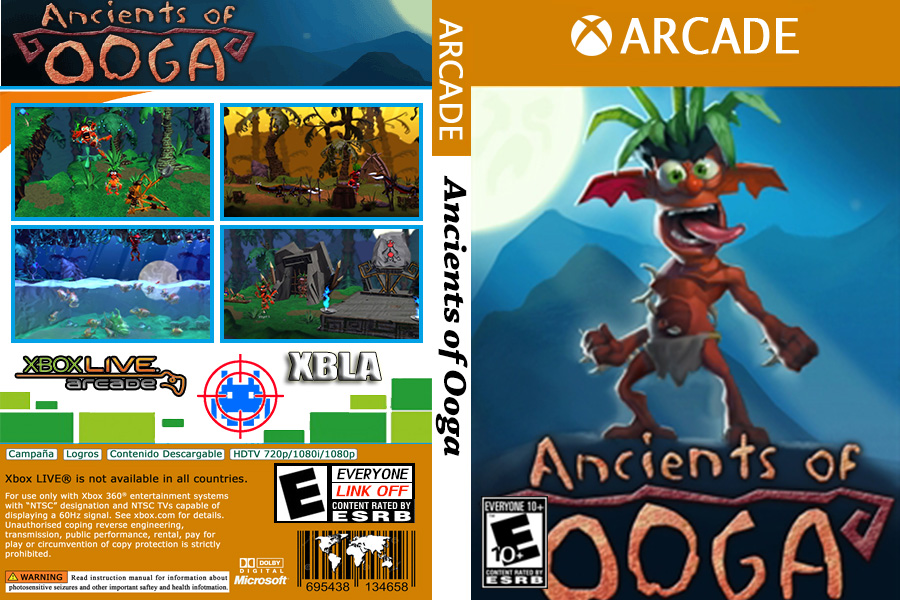 Ancients of
OOGA
XBOX LIVE
arcade
XBLA
Campaña
Logros
Contenido Descargable
HDTV 720p/1080i/1080p
Xbox LIVE® is not available in all countries.
For use only with Xbox 360® entertainment systems
with “NTSC” designation and NTSC TVs capable of
displaying a 60Hz signal. See xbox.com for details.
Unauthorised coping reverse engineering,
transmission, public performance, rental, pay for
play or circumvention of copy protection is strictly
prohibited.
WARNING Read instruction manual for information about
photosensitive seizures and other important saftey and health infotmation.
E
EVERYONE
LINK OFF
CONTENT RATED BY
ESRB
DOLBY
DIGITAL
Microsoft
695438 134658
ARCADE
Ancients of Ooga
ARCADE
Ancients of
OOGA
EVERYONE 10+
E
10+
CONTENT RATED BY
ESRB